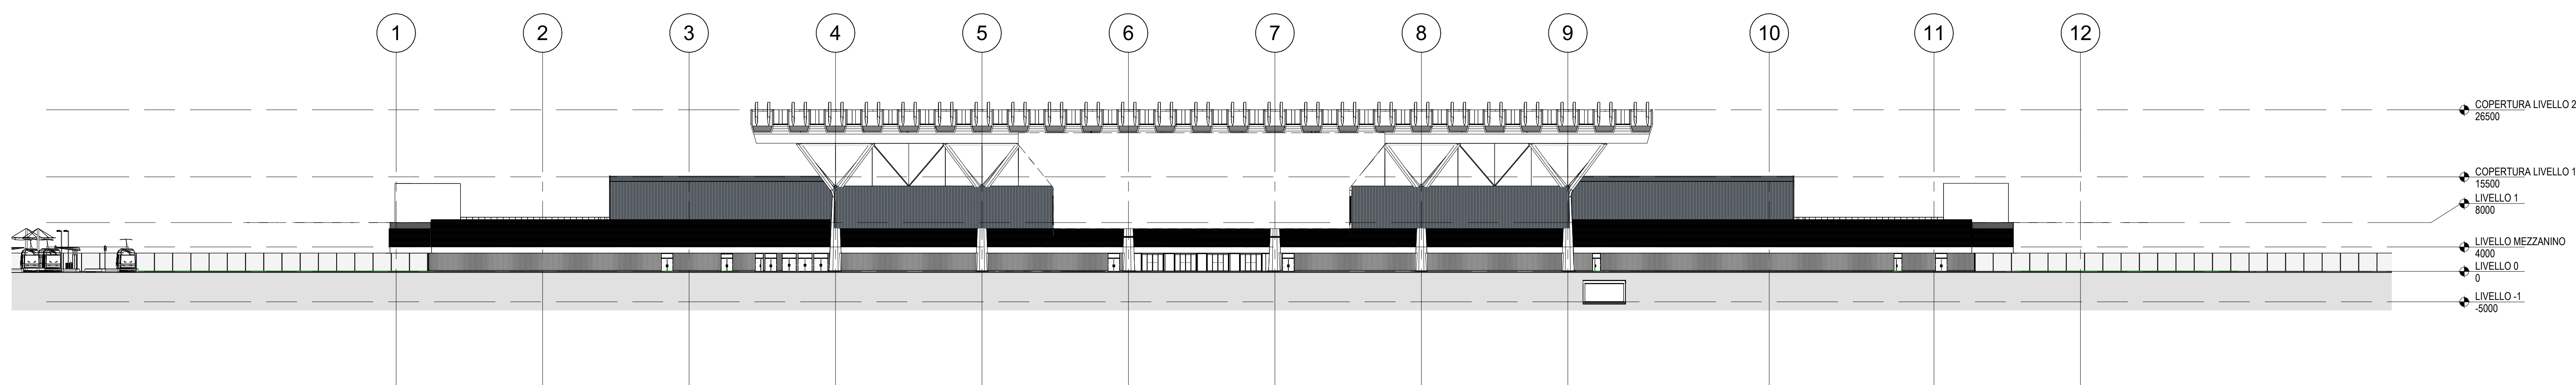 1 2 3 4 5 6 7 8 9 10 11 12
COPERTURA LIVELLO 2
26500
COPERTURA LIVELLO 1
15500
LIVELLO 1
8000
LIVELLO MEZZANINO
4000
LIVELLO 0
0
LIVELLO -1
-5000